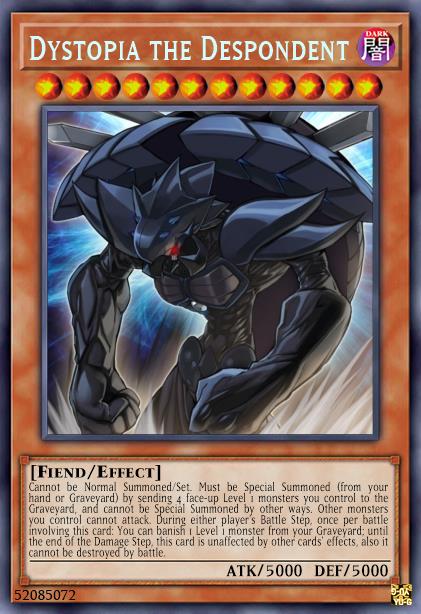 DYSTOPIA THE DESPONDENT
DARK
闇
[FIEND/EFFECT]
Cannot be Normal Summoned/Set. Must be Special Summoned (from your
hand or Graveyard) by sending 4 face-up Level 1 monsters you control to the
Graveyard, and cannot be Special Summoned by other ways. Other monsters
you control cannot attack. During either player's Battle Step, once per battle
involving this card: You can banish 1 Level 1 monster from your Graveyard; until
the end of the Damage Step, this card is unaffected by other cards' effects, also it
cannot be destroyed by battle.
ATK/5000 DEF/5000
52085072